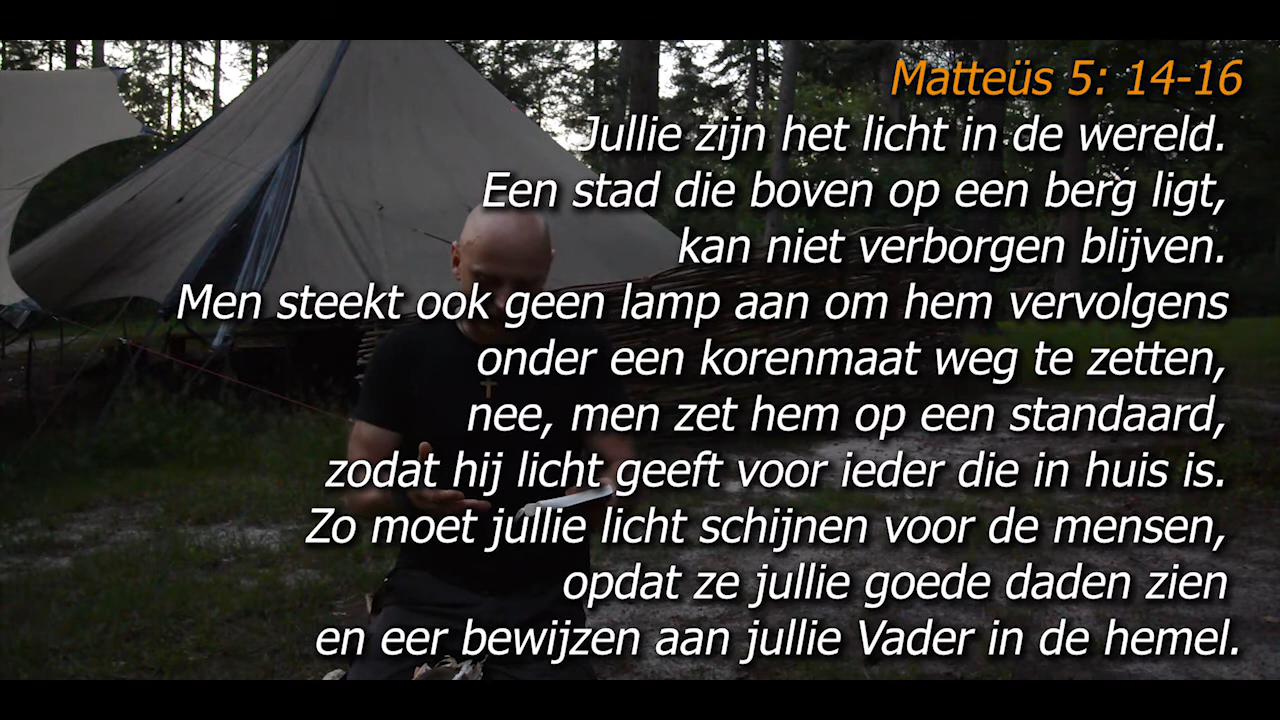 Matteüs 5: 14-16
Jullie zijn het licht in de wereld.
Een stad die boven op een berg ligt,
kan niet verborgen blijven.
Men steekt ook geen lamp aan om hem vervolgens
onder een korenmaat weg te zetten,
nee, men zet hem op een standaard,
zodat hij licht geeft voor ieder die in huis is.
Zo moet jullie licht schijnen voor de mensen,
opdat ze jullie goede daden zien
en eer bewijzen aan jullie Vader in de hemel.